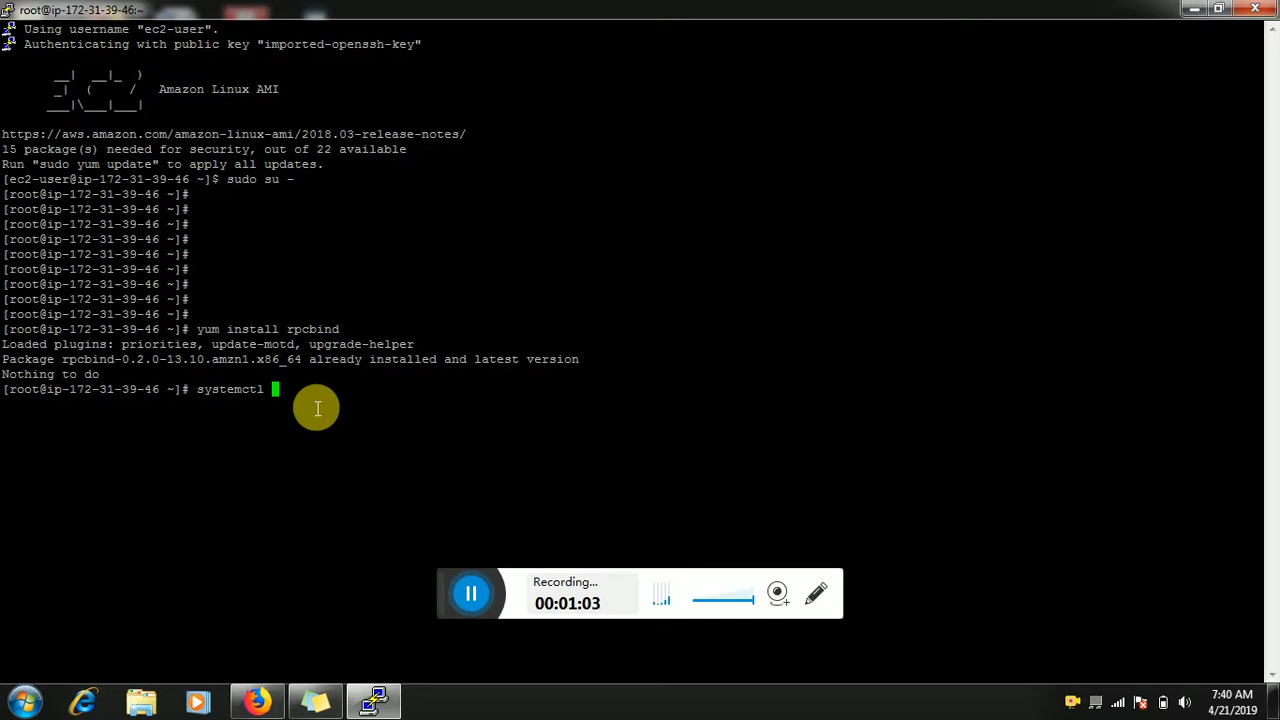 root@ip-172-31-39-46:~
Using username "ec2-user".
Authenticating with public key "imported-openssh-key"
__|  __|_  )
_|  (     /   Amazon Linux AMI
___|\___|___|
https://aws.amazon.com/amazon-linux-ami/2018.03-release-notes/
15 package(s) needed for security, out of 22 available
Run "sudo yum update" to apply all updates.
[ec2-user@ip-172-31-39-46 ~]$ sudo su -
[root@ip-172-31-39-46 ~]#
[root@ip-172-31-39-46 ~]#
[root@ip-172-31-39-46 ~]#
[root@ip-172-31-39-46 ~]#
[root@ip-172-31-39-46 ~]#
[root@ip-172-31-39-46 ~]#
[root@ip-172-31-39-46 ~]#
[root@ip-172-31-39-46 ~]#
[root@ip-172-31-39-46 ~]#
[root@ip-172-31-39-46 ~]# yum install rpcbind
Loaded plugins: priorities, update-motd, upgrade-helper
Package rpcbind-0.2.0-13.10.amzn1.x86_64 already installed and latest version
Nothing to do
[root@ip-172-31-39-46 ~]# systemctl
Recording...
00:01:03
7:40 AM
4/21/2019